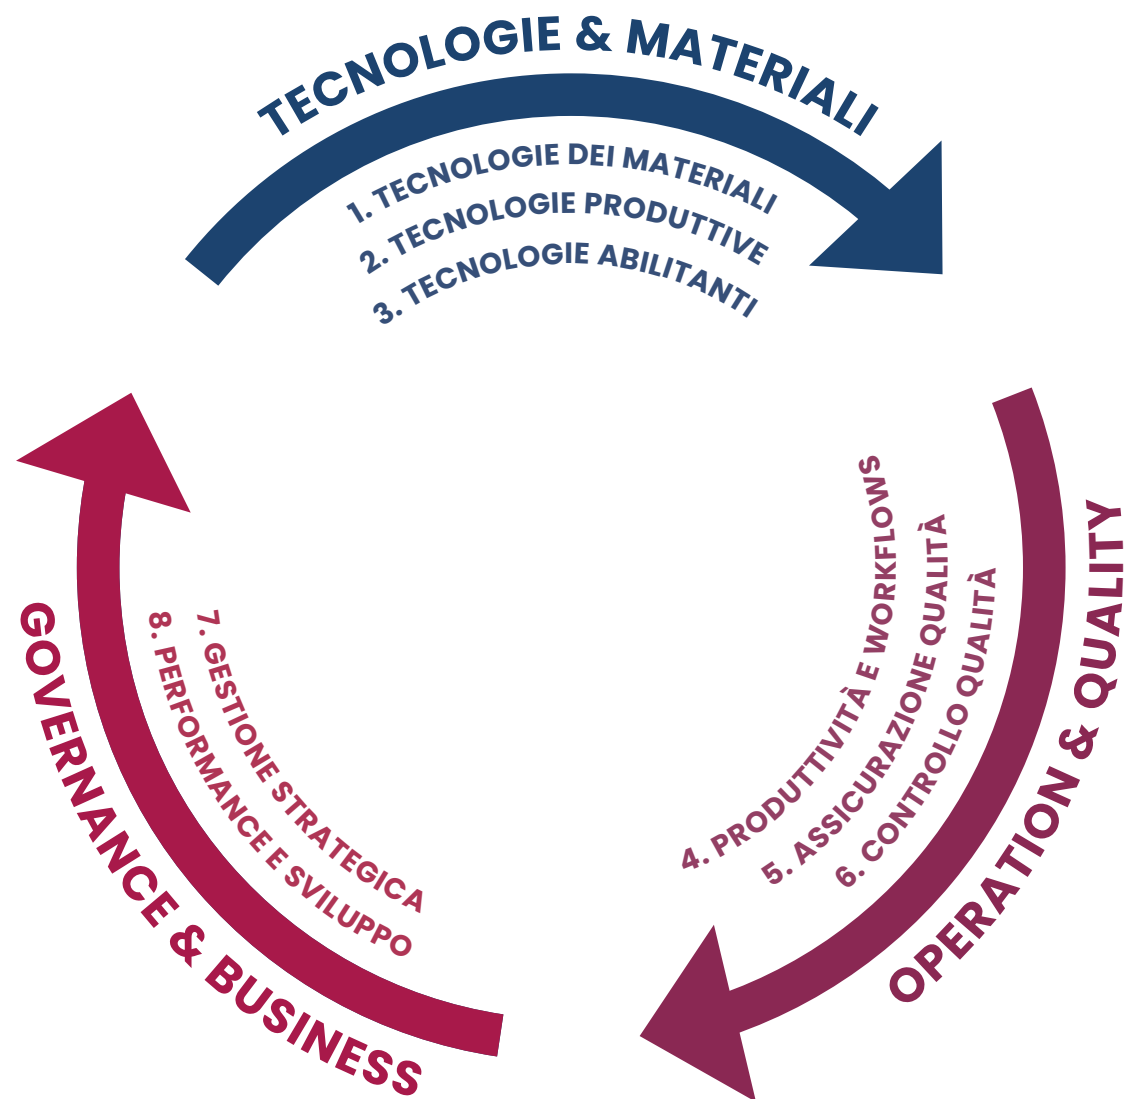 TECNOLOGIE & MATERIALI
1. TECNOLOGIE DEI MATERIALI
2. TECNOLOGIE PRODUTTIVE
3. TECNOLOGIE ABILITANTI
OPERATION & QUALITY
4. PRODUTTIVITÀ E WORKFLOWS
5. ASSICURAZIONE QUALITÀ
6. CONTROLLO QUALITÀ
GOVERNANCE & BUSINESS
7. GESTIONE STRATEGICA
8. PERFORMANCE E SVILUPPO